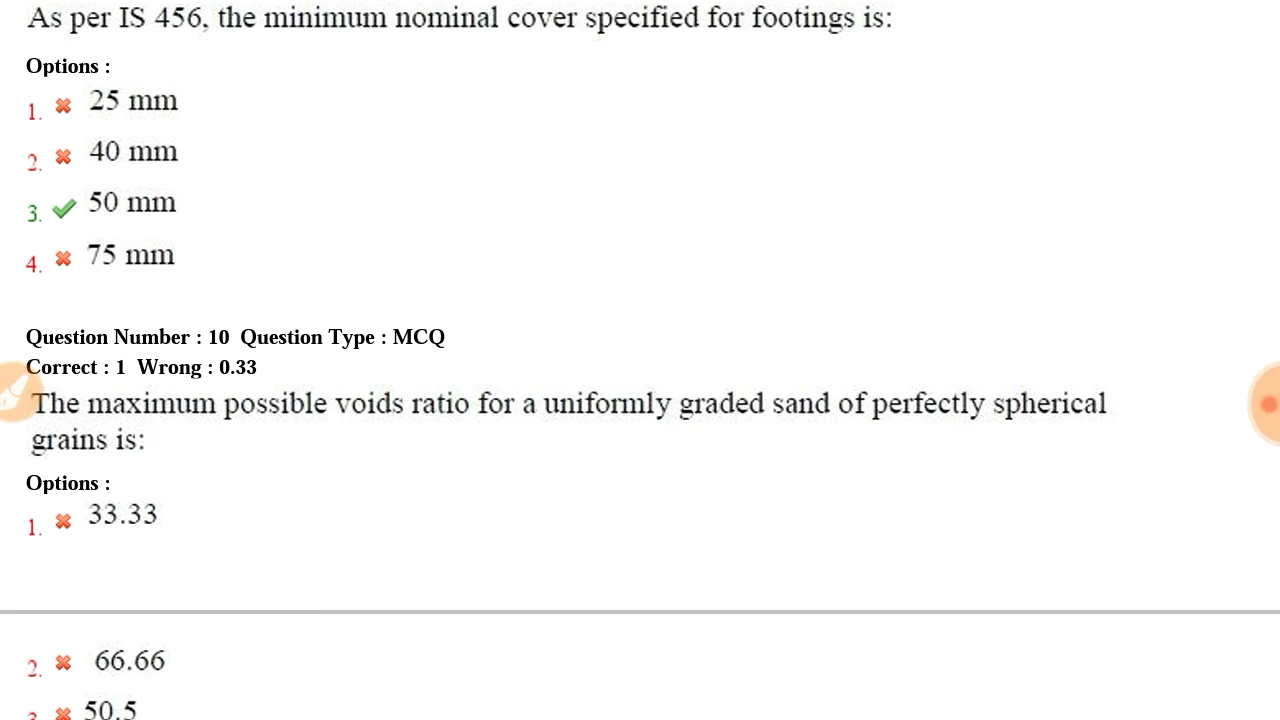 As per IS 456, the minimum nominal cover specified for footings is:
Options :
1. 25 mm
2. 40 mm
3. 50 mm
4. 75 mm
Question Number : 10 Question Type : MCQ
Correct : 1 Wrong : 0.33
The maximum possible voids ratio for a uniformly graded sand of perfectly spherical
grains is:
Options :
1. 33.33
2. 66.66
3. 50.5